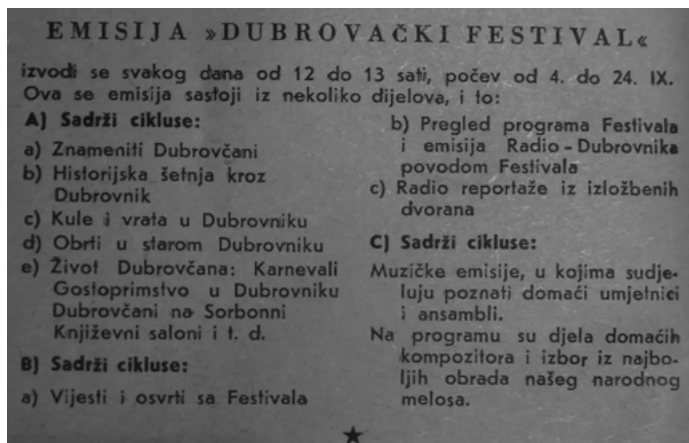 EMISIJA »DUBROVAČKI FESTIVAL«
izvodi se svakog dana od 12 do 13 sati, počev od 4. do 24. IX.
Ova se emisija sastoji iz nekoliko dijelova, i to:
A) Sadrži cikluse:
a) Znameniti Dubrovčani
b) Historijska šetnja kroz
Dubrovnik
c) Kule i vrata u Dubrovniku
d) Obrti u starom Dubrovniku
e) Život Dubrovčana: Karnevali
Gostoprimstvo u Dubrovniku
Dubrovčani na Sorbonni
Književni saloni i t. d.
B) Sadrži cikluse:
a) Vijesti i osvrti sa Festivala
b) Pregled programa Festivala
i emisija Radio-Dubrovnika
povodom Festivala
c) Radio reportaže iz izložbenih
dvorana
C) Sadrži cikluse:
Muzičke emisije, u kojima sudje-
luju poznati domaći umjetnici
i ansambli.
Na programu su djela domaćih
kompozitora i izbor iz najbo-
ljih obrada našeg narodnog
melosa.